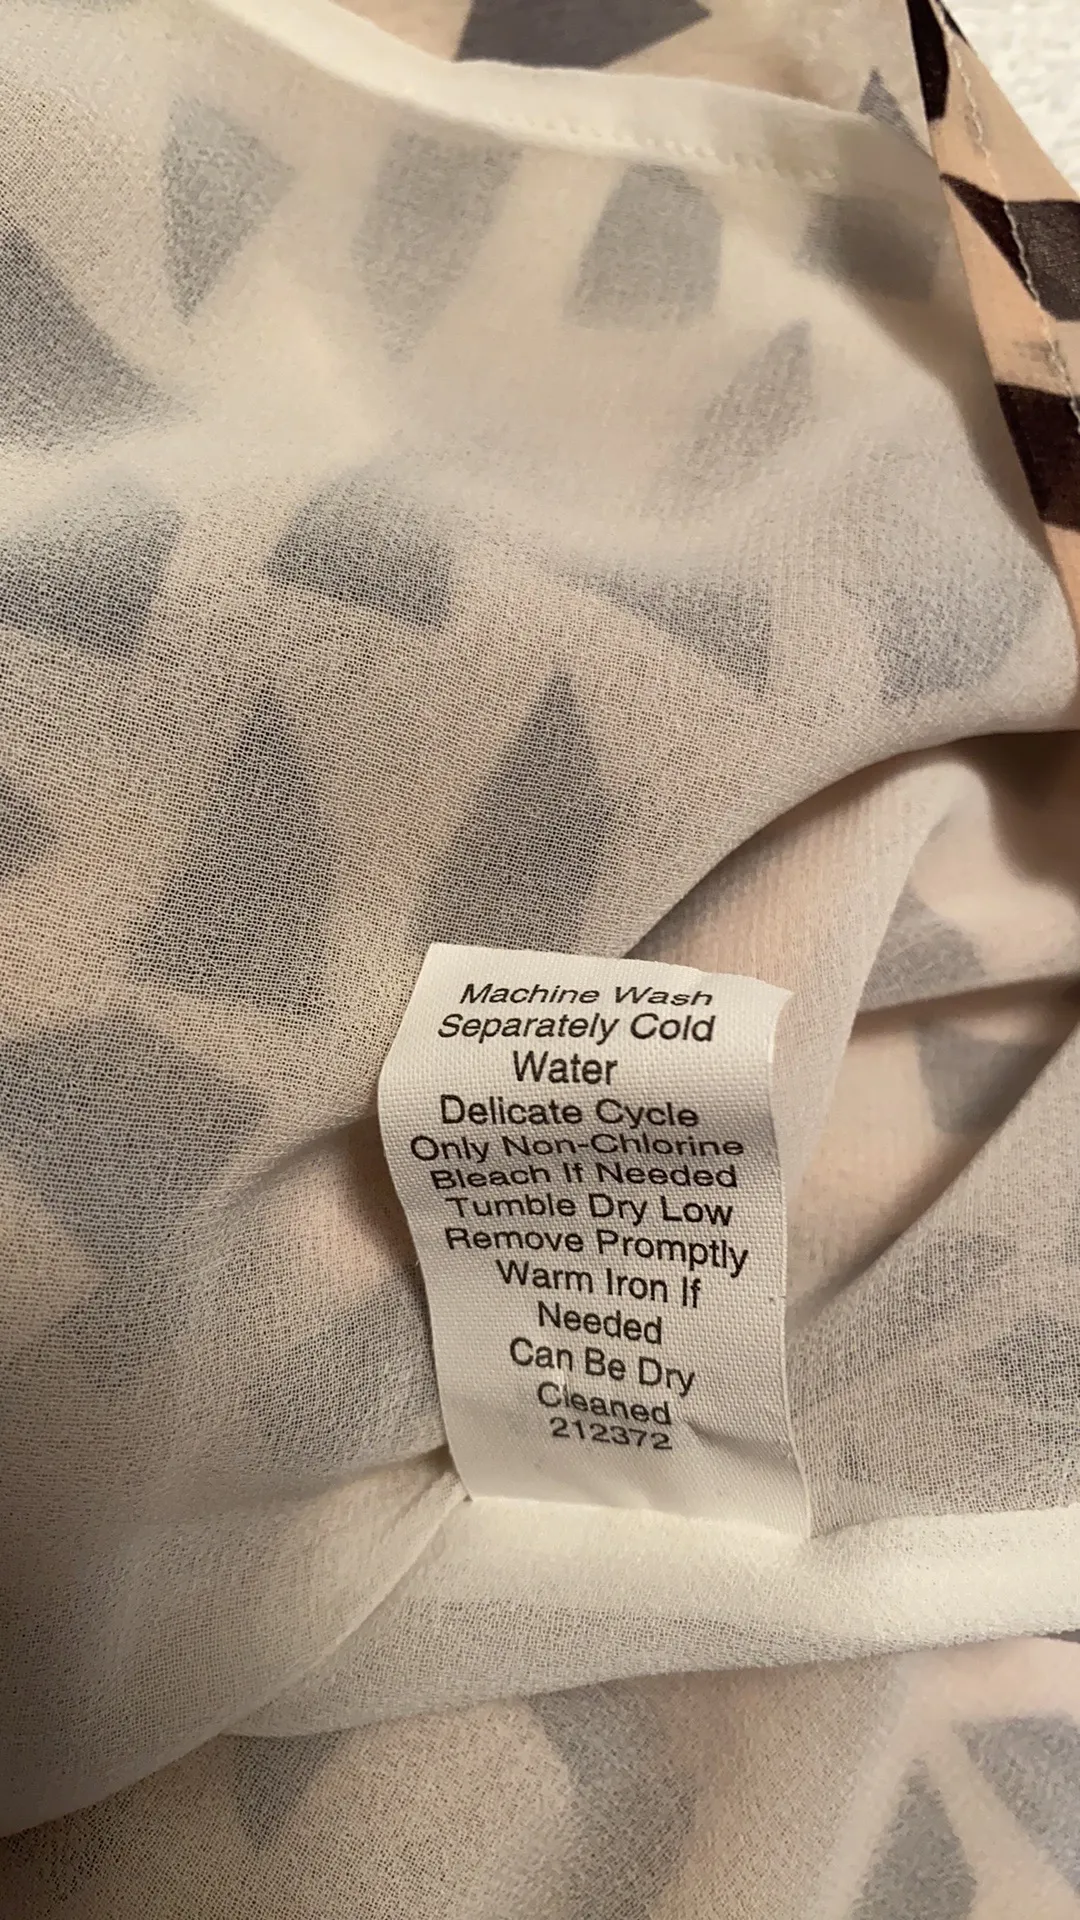 Machine Wash
Separately Cold
Water
Delicate Cycle
Only Non-Chlorine
Bleach If Needed
Tumble Dry Low
Remove Promptly
Warm Iron If
Needed
Can Be Dry
Cleaned
212372